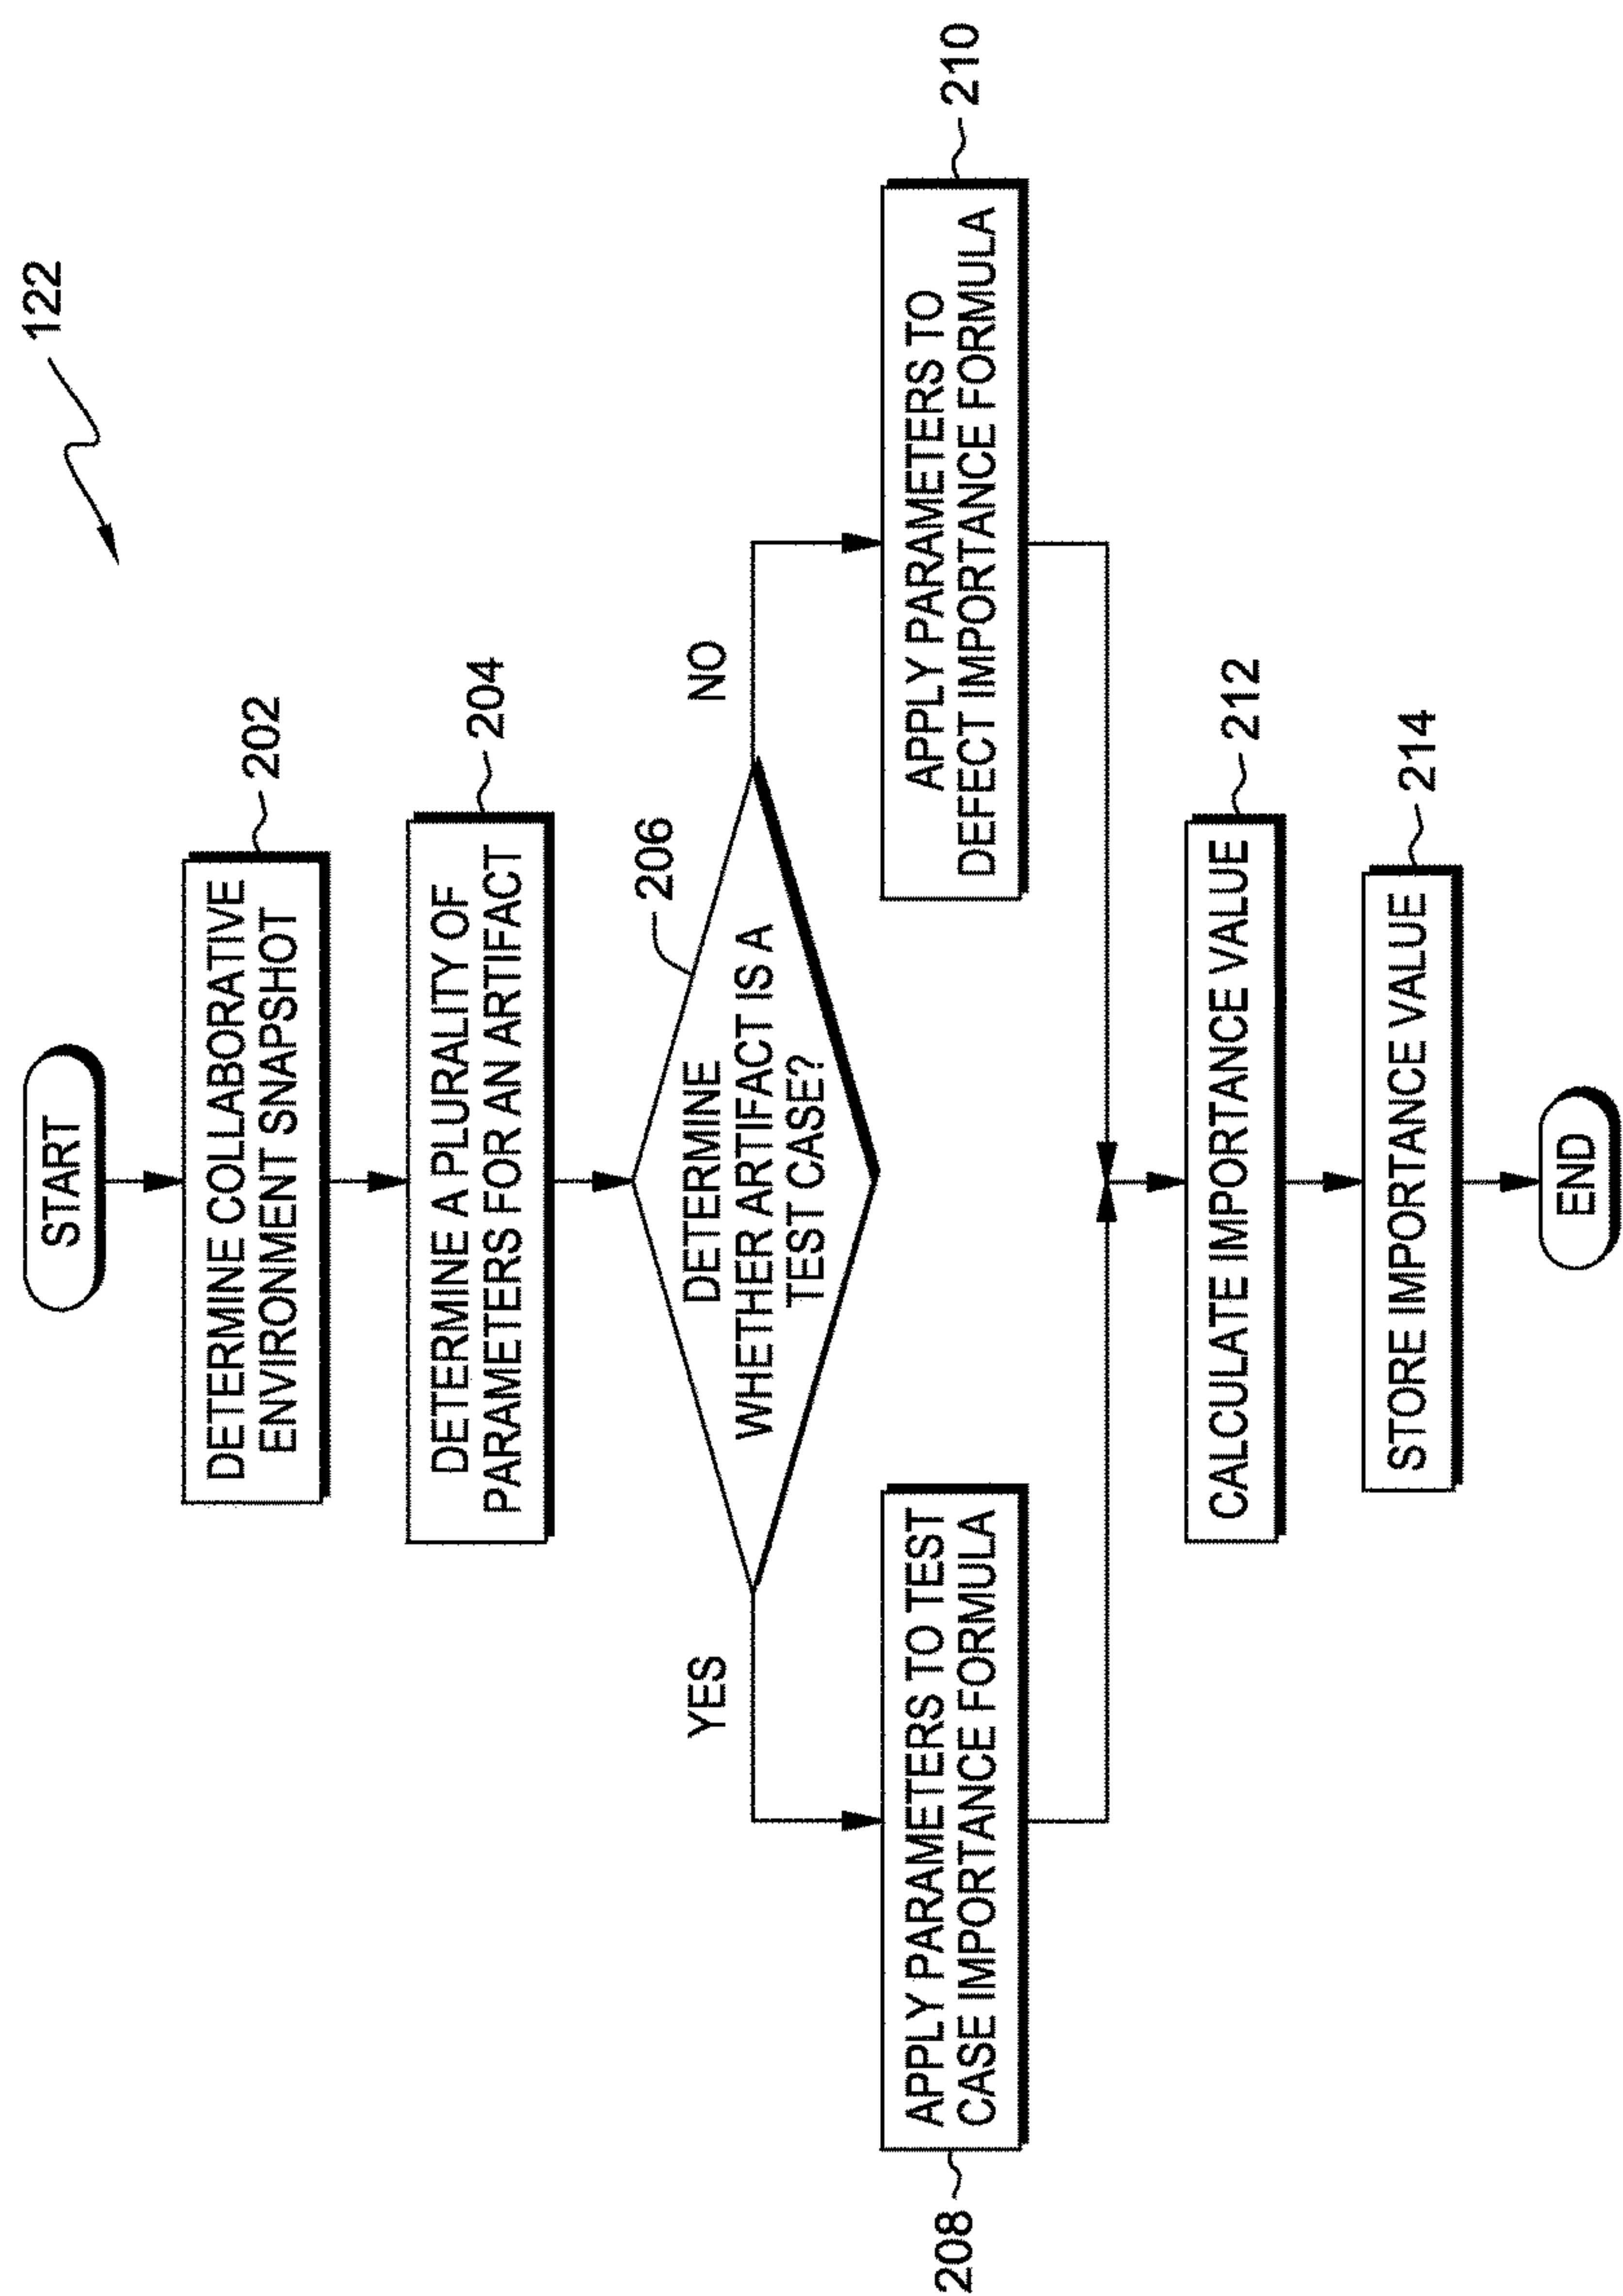 122
START
DETERMINE COLLABORATIVE
ENVIRONMENT SNAPSHOT
202
DETERMINE A PLURALITY OF
PARAMETERS FOR AN ARTIFACT
204
206
DETERMINE
WHETHER ARTIFACT IS A
TEST CASE?
YES
NO
APPLY PARAMETERS TO TEST
CASE IMPORTANCE FORMULA
208
APPLY PARAMETERS TO
DEFECT IMPORTANCE FORMULA
210
CALCULATE IMPORTANCE VALUE
212
STORE IMPORTANCE VALUE
214
END